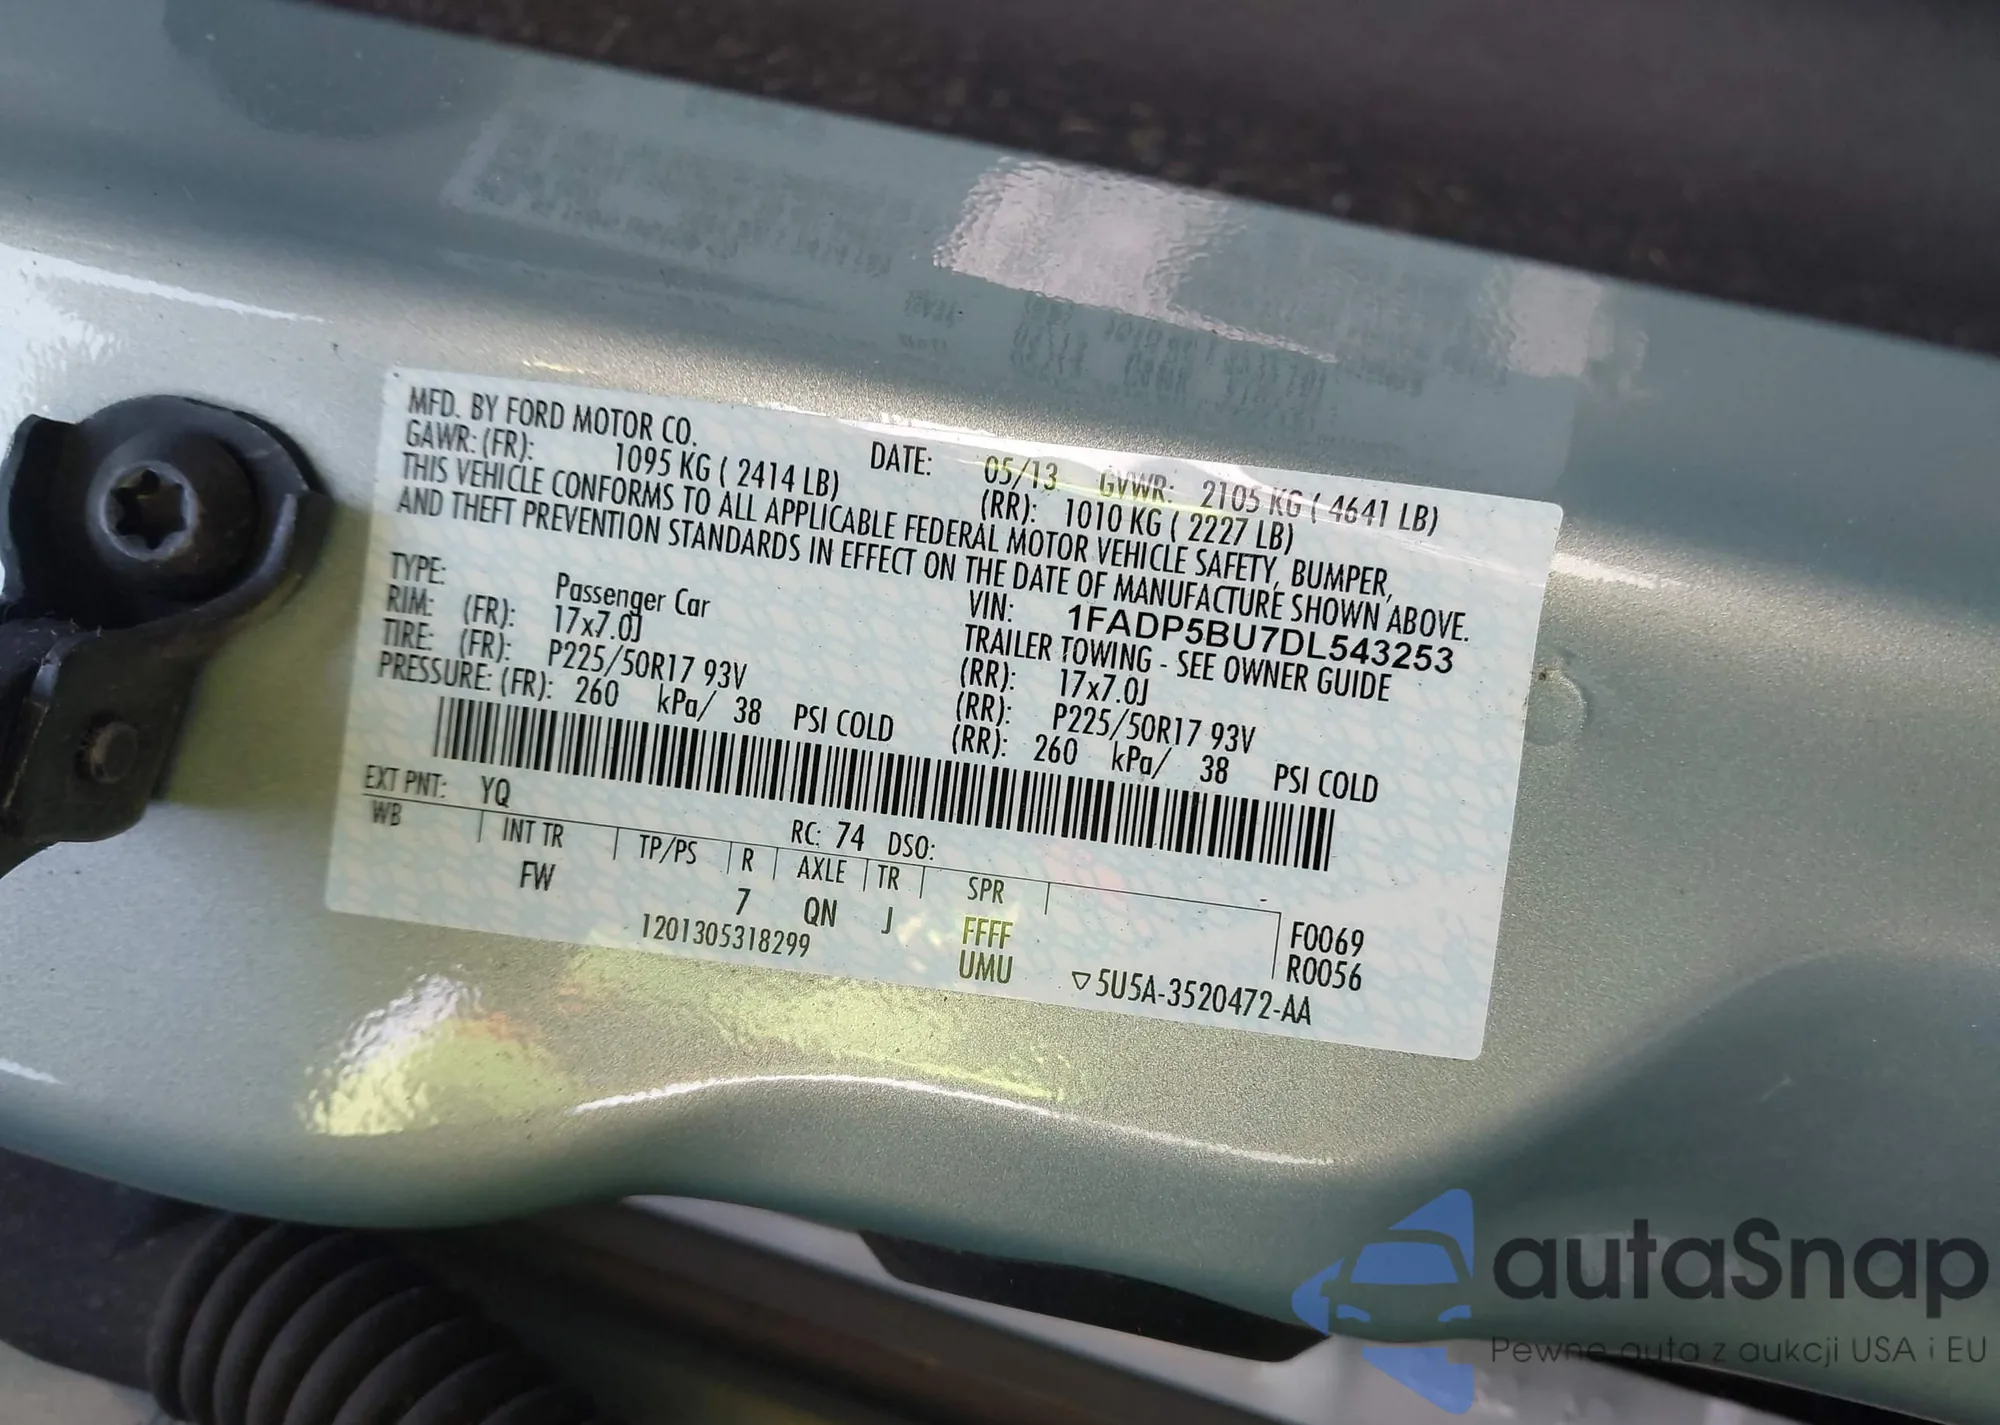 MFD. BY FORD MOTOR CO.
DATE: 05/13 GVWR: 2105 KG ( 4641 LB)
GAWR: (FR): 1095 KG ( 2414 LB) (RR): 1010 KG ( 2227 LB)
THIS VEHICLE CONFORMS TO ALL APPLICABLE FEDERAL MOTOR VEHICLE SAFETY, BUMPER,
AND THEFT PREVENTION STANDARDS IN EFFECT ON THE DATE OF MANUFACTURE SHOWN ABOVE.
VIN: 1FADP5BU7DL543253
TYPE: Passenger Car TRAILER TOWING - SEE OWNER GUIDE
RIM: (FR): 17x7.0J (RR): 17x7.0J
TIRE: (FR): P225/50R17 93V (RR): P225/50R17 93V
PRESSURE: (FR): 260 kPa/ 38 PSI COLD (RR): 260 kPa/ 38 PSI COLD
EXT PNT: YQ RC: 74 DSO:
WB INT TR TP/PS R AXLE TR SPR
FW 7 QN J FFFF F0069
UMU R0056
1201305318299 ▽5U5A-3520472-AA
autaSnap
Pewne auta z aukcji USA i EU